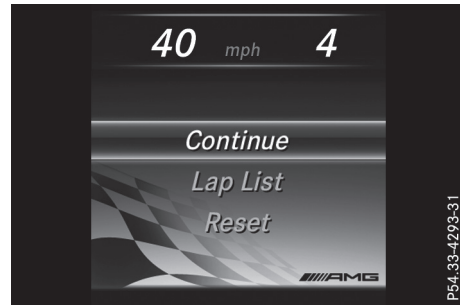 40 mph 4
Continue
Lap List
Reset
AMG
P54.33-4293-31